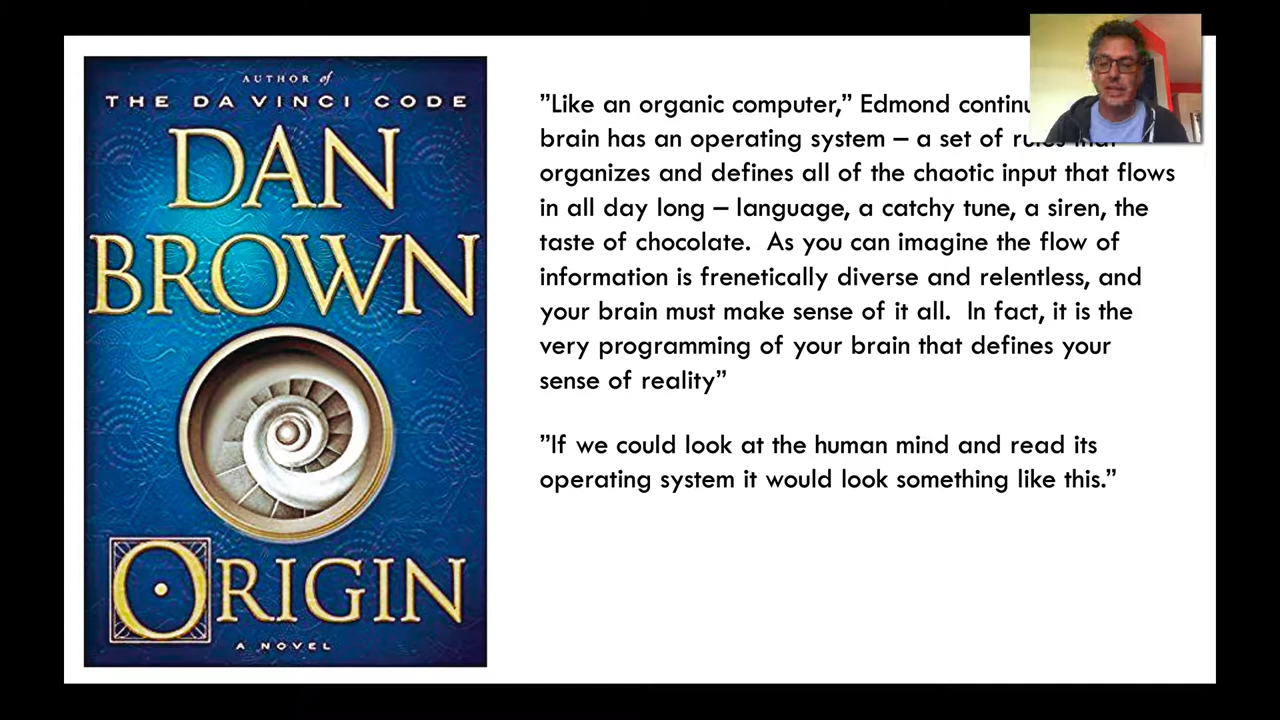 AUTHOR of
THE DA VINCI CODE
DAN
BROWN
ORIGIN
A NOVEL
”Like an organic computer,” Edmond
brain has an operating system – a set of rules that
organizes and defines all of the chaotic input that flows
in all day long – language, a catchy tune, a siren, the
taste of chocolate.  As you can imagine the flow of
information is frenetically diverse and relentless, and
your brain must make sense of it all.  In fact, it is the
very programming of your brain that defines your
sense of reality”
”If we could look at the human mind and read its
operating system it would look something like this.”